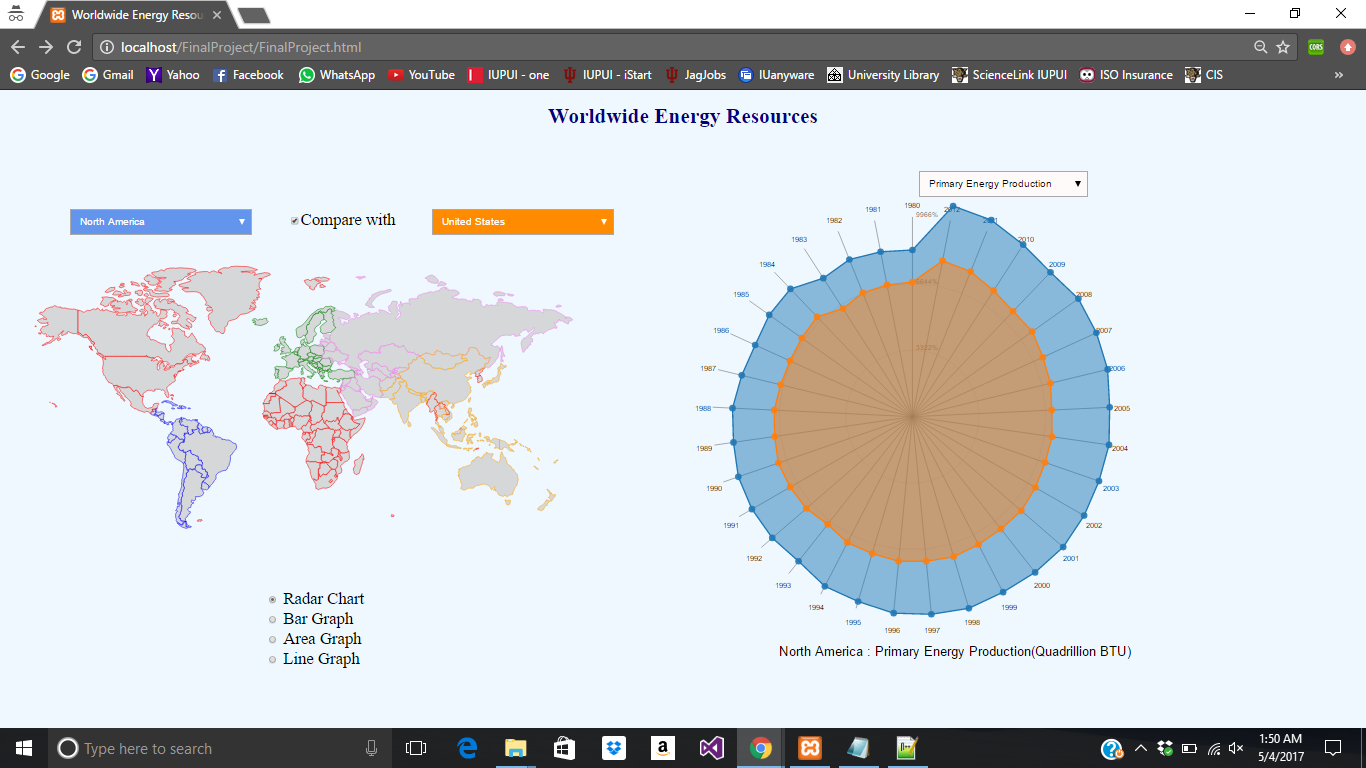 Worldwide Energy Resou
localhost/FinalProject/FinalProject.html
CORS
Google Gmail Yahoo Facebook WhatsApp YouTube IUPUI - one IUPUI - iStart JagJobs IUanyware University Library ScienceLink IUPUI ISO Insurance CIS »
Worldwide Energy Resources
Primary Energy Production
North America
Compare with
United States
1980
1981
1982
1983
1984
1985
1986
1987
1988
1989
1990
1991
1992
1993
1994
1995
1996
1997
1998
1999
2000
2001
2002
2003
2004
2005
2006
2007
2008
2009
2010
2011
2012
9966%
6644%
3322%
Radar Chart
Bar Graph
Area Graph
Line Graph
North America : Primary Energy Production(Quadrillion BTU)
Type here to search
1:50 AM
5/4/2017